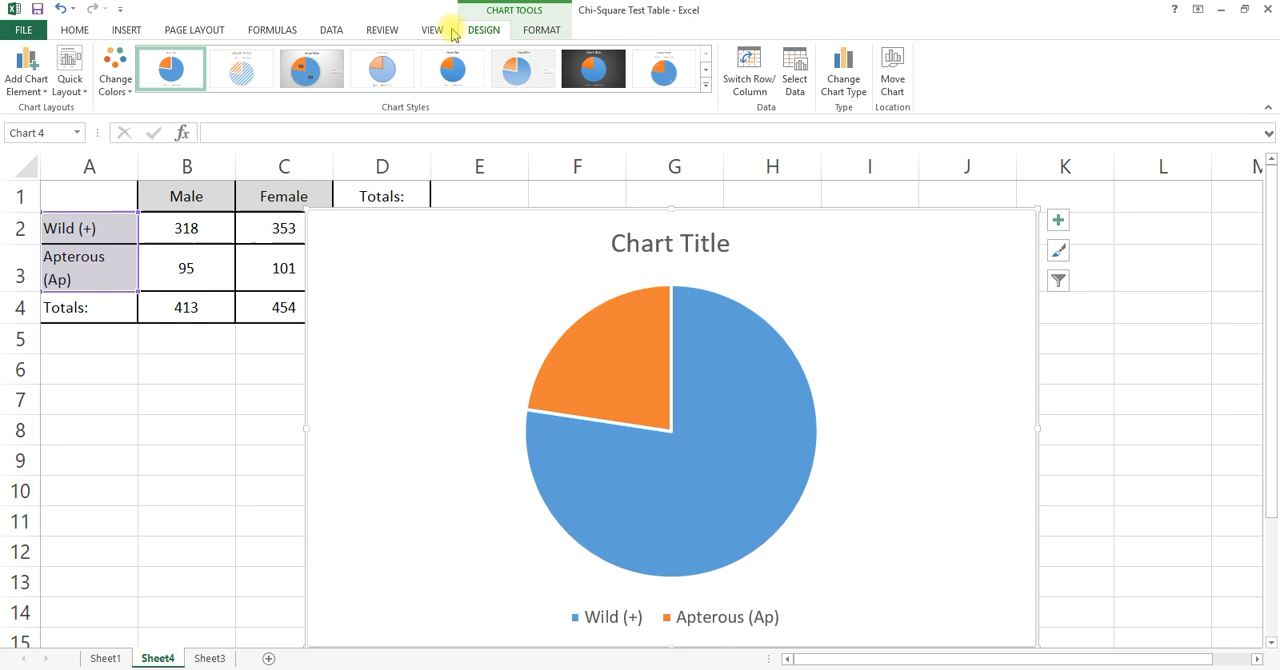 CHART TOOLS
Chi-Square Test Table - Excel
FILE HOME INSERT PAGE LAYOUT FORMULAS DATA REVIEW VIEW DESIGN FORMAT
Add Chart Element
Quick Layout
Change Colors
Switch Row/ Column
Select Data
Change Chart Type
Move Chart
Chart Layouts
Chart Styles
Data
Type
Location
Chart 4
fx
A B C D E F G H I J K L M
1 Male Female Totals:
2 Wild (+) 318 353
3 Apterous (Ap) 95 101
4 Totals: 413 454
5
6
7
8
9
10
11
12
13
14
15
Chart Title
Wild (+) Apterous (Ap)
Sheet1 Sheet4 Sheet3